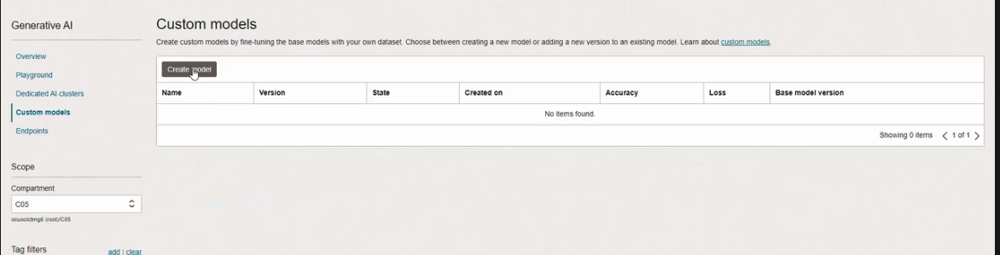 Generative AI
Overview
Playground
Dedicated AI clusters
Custom models
Endpoints
Scope
Compartment
C05
ocuscictmg6 (root)/C05
Tag filters
add | clear
Custom models
Create custom models by fine-tuning the base models with your own dataset. Choose between creating a new model or adding a new version to an existing model. Learn about custom models.
Create model
Name Version State Created on Accuracy Loss Base model version
No items found.
Showing 0 items < 1 of 1 >